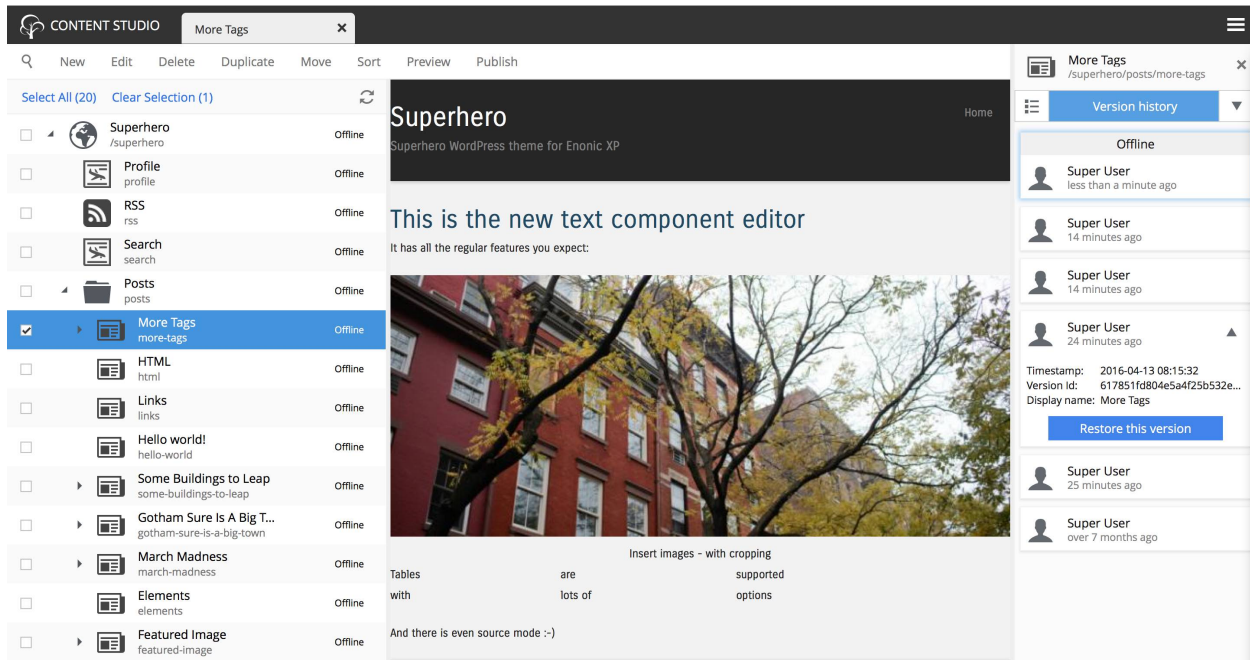 CONTENT STUDIO
More Tags
New Edit Delete Duplicate Move Sort Preview Publish
Select All (20) Clear Selection (1)
Superhero
/superhero
Offline
Profile
profile
Offline
RSS
rss
Offline
Search
search
Offline
Posts
posts
Offline
More Tags
more-tags
Offline
HTML
html
Offline
Links
links
Offline
Hello world!
hello-world
Offline
Some Buildings to Leap
some-buildings-to-leap
Offline
Gotham Sure Is A Big T...
gotham-sure-is-a-big-town
Offline
March Madness
march-madness
Offline
Elements
elements
Offline
Featured Image
featured-image
Offline
Superhero
Home
Superhero WordPress theme for Enonic XP
This is the new text component editor
It has all the regular features you expect:
Insert images - with cropping
Tables are supported
with lots of options
And there is even source mode :-)
More Tags
/superhero/posts/more-tags
Version history
Offline
Super User
less than a minute ago
Super User
14 minutes ago
Super User
14 minutes ago
Super User
24 minutes ago
Timestamp: 2016-04-13 08:15:32
Version Id: 617851fd804e5a4f25b532e...
Display name: More Tags
Restore this version
Super User
25 minutes ago
Super User
over 7 months ago